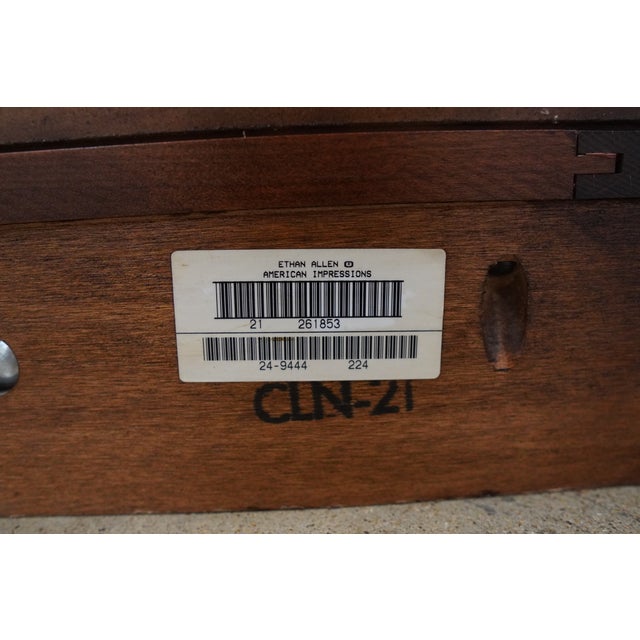 ETHAN ALLEN
AMERICAN IMPRESSIONS
21 261853
24-9444 224
CLN-21